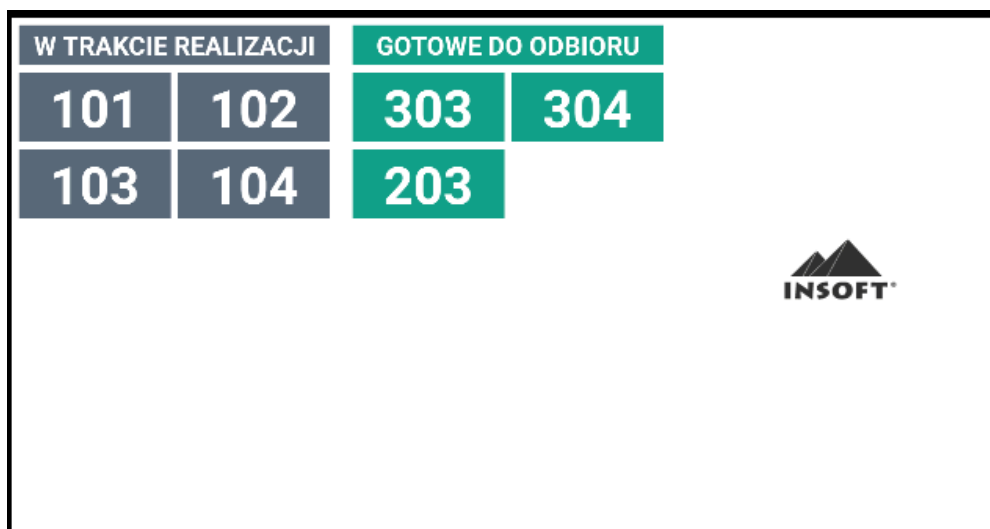 W TRAKCIE REALIZACJI
101 102
103 104
GOTOWE DO ODBIORU
303 304
203
INSOFT®